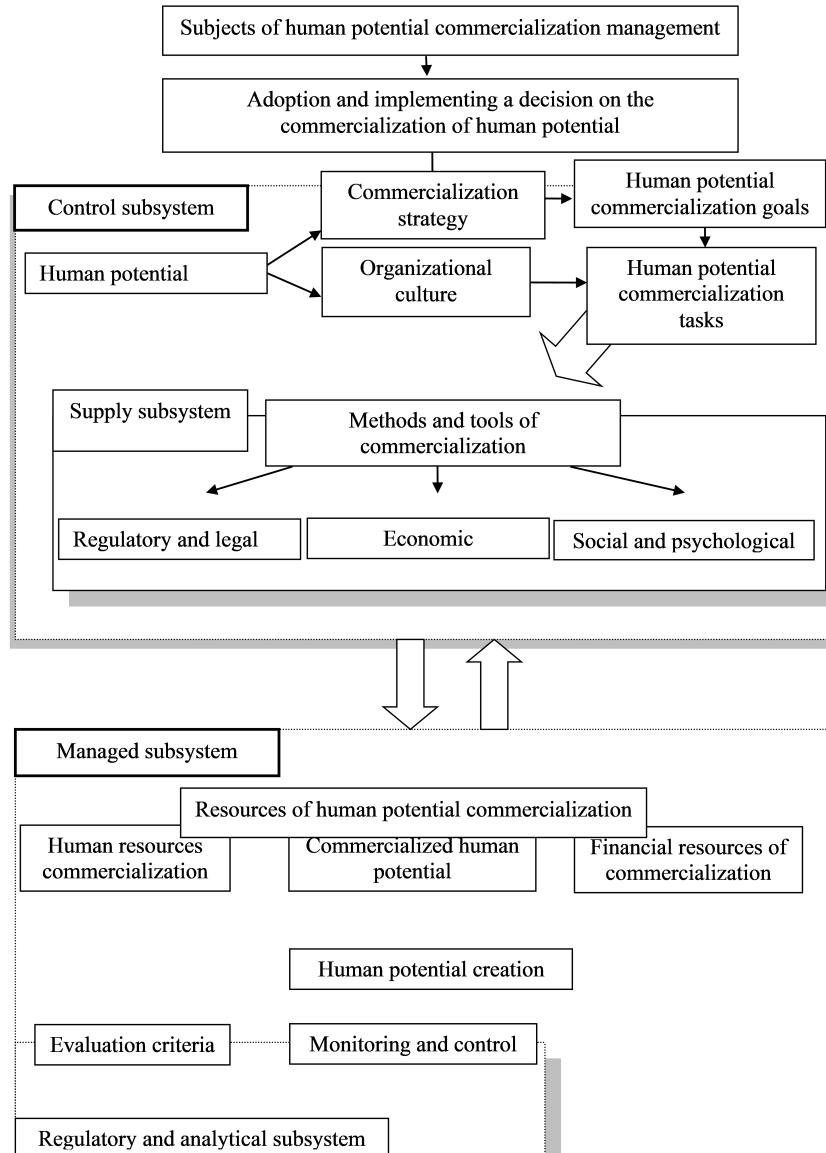 Subjects of human potential commercialization management
Adoption and implementing a decision on the
commercialization of human potential
Control subsystem
Commercialization
strategy
Human potential
commercialization goals
Human potential
Organizational
culture
Human potential
commercialization
tasks
Supply subsystem
Methods and tools of
commercialization
Regulatory and legal
Economic
Social and psychological
Managed subsystem
Resources of human potential commercialization
Human resources
commercialization
Commercialized human
potential
Financial resources of
commercialization
Human potential creation
Evaluation criteria
Monitoring and control
Regulatory and analytical subsystem